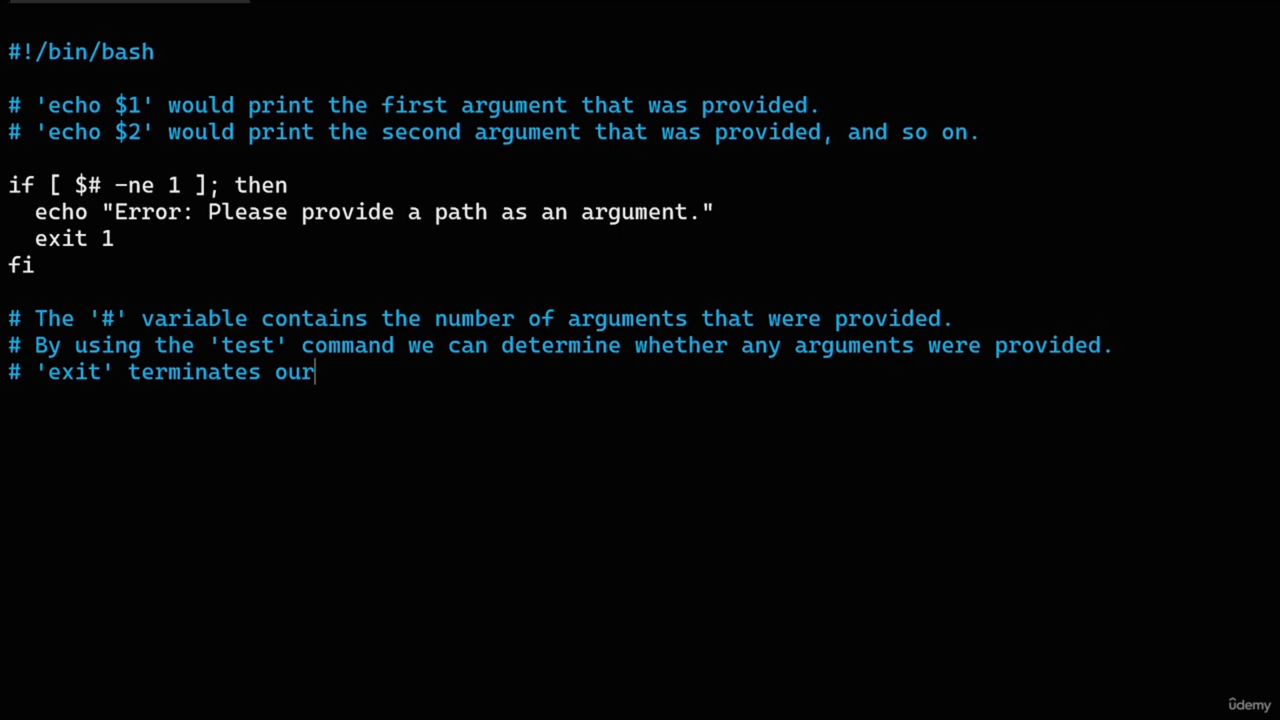 #!/bin/bash
# 'echo $1' would print the first argument that was provided.
# 'echo $2' would print the second argument that was provided, and so on.
if [ $# -ne 1 ]; then
  echo "Error: Please provide a path as an argument."
  exit 1
fi
# The '#' variable contains the number of arguments that were provided.
# By using the 'test' command we can determine whether any arguments were provided.
# 'exit' terminates our
ûdemy